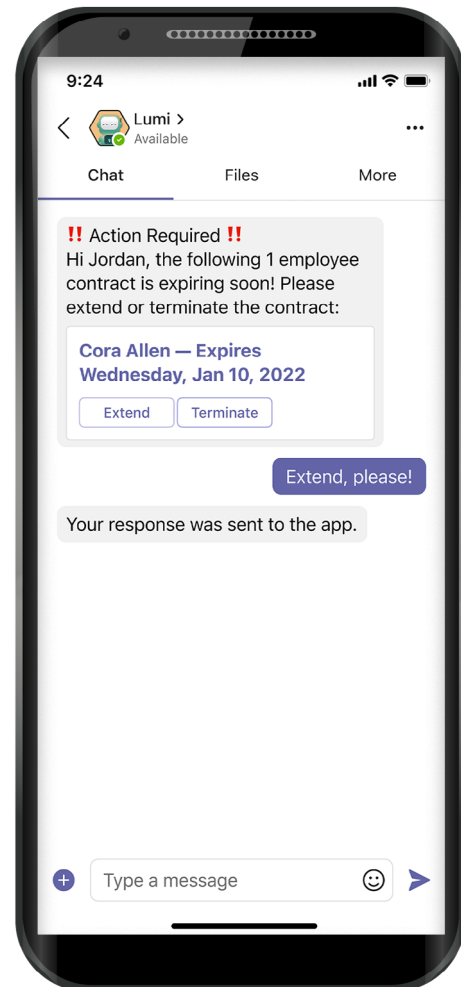 9:24
Lumi >
Available
Chat Files More
!! Action Required !!
Hi Jordan, the following 1 employee
contract is expiring soon! Please
extend or terminate the contract:
Cora Allen — Expires
Wednesday, Jan 10, 2022
Extend Terminate
Extend, please!
Your response was sent to the app.
Type a message